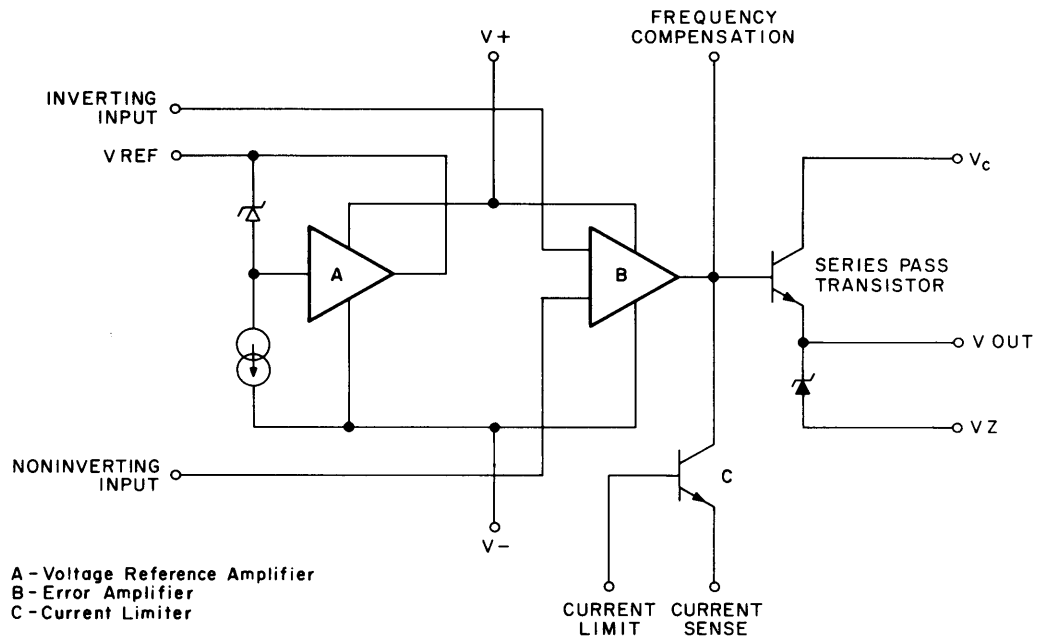 FREQUENCY
COMPENSATION
V+
INVERTING
INPUT
V REF
Vc
A
B
SERIES PASS
TRANSISTOR
V OUT
VZ
NONINVERTING
INPUT
C
V-
A - Voltage Reference Amplifier
B - Error Amplifier
C - Current Limiter
CURRENT
LIMIT
CURRENT
SENSE